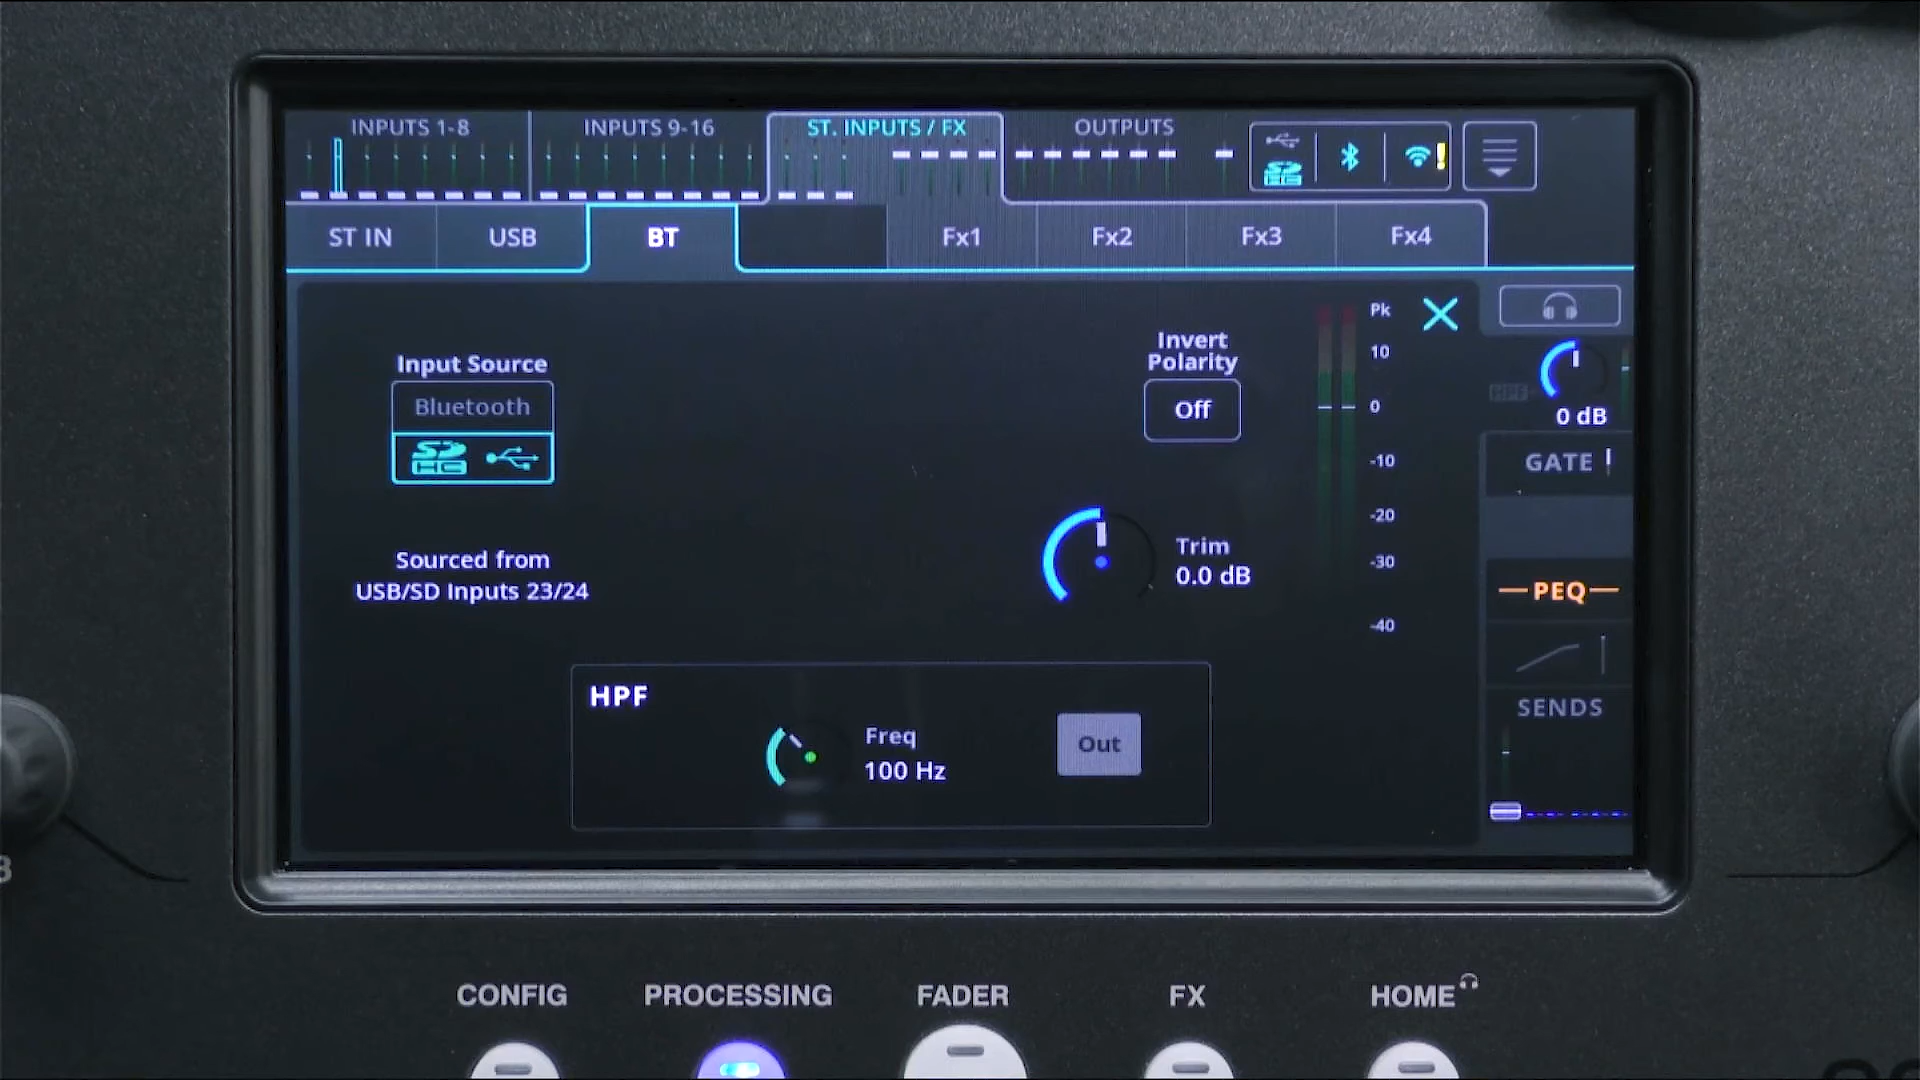 INPUTS 1-8
INPUTS 9-16
ST. INPUTS / FX
OUTPUTS
ST IN
USB
BT
Fx1
Fx2
Fx3
Fx4
Input Source
Bluetooth
SD
HC
Sourced from
USB/SD Inputs 23/24
Invert
Polarity
Off
Trim
0.0 dB
Pk
10
0
-10
-20
-30
-40
HPF
Freq
100 Hz
Out
HPF
0 dB
GATE
PEQ
SENDS
CONFIG
PROCESSING
FADER
FX
HOME